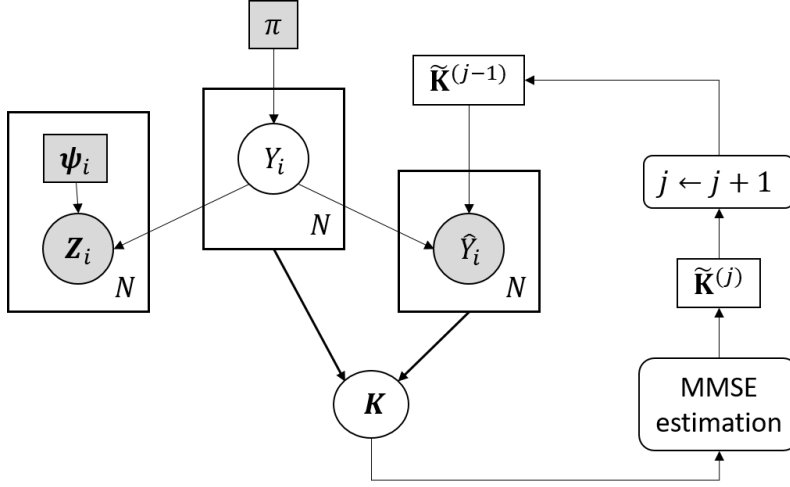 π
K̃^(j−1)
ψ_i
Y_i
j ← j + 1
Z_i
N
N
Ŷ_i
N
K̃^(j)
K
MMSE
estimation